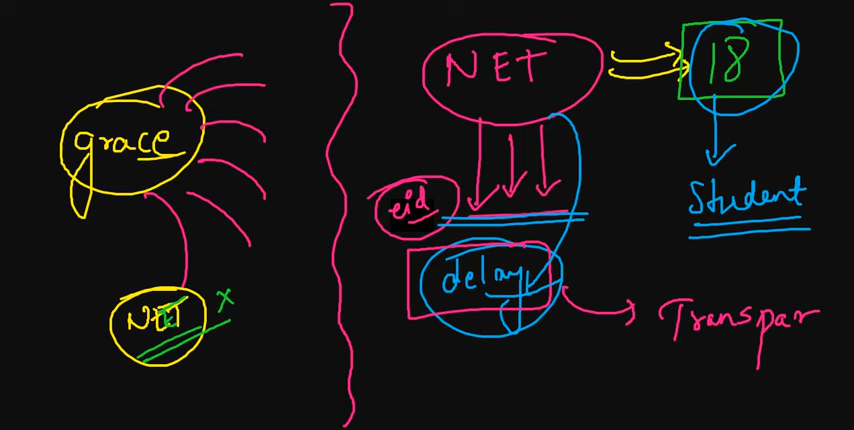 grace
NET
x
NET
18
eid
Student
delay
Transpar